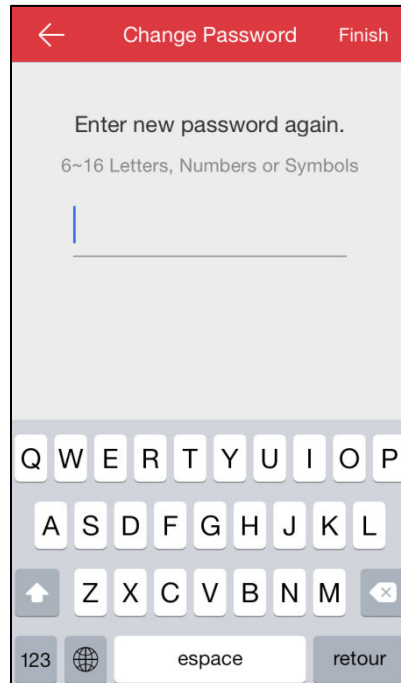 Change Password Finish
Enter new password again.
6~16 Letters, Numbers or Symbols
Q W E R T Y U I O P
A S D F G H J K L
Z X C V B N M
123 espace retour